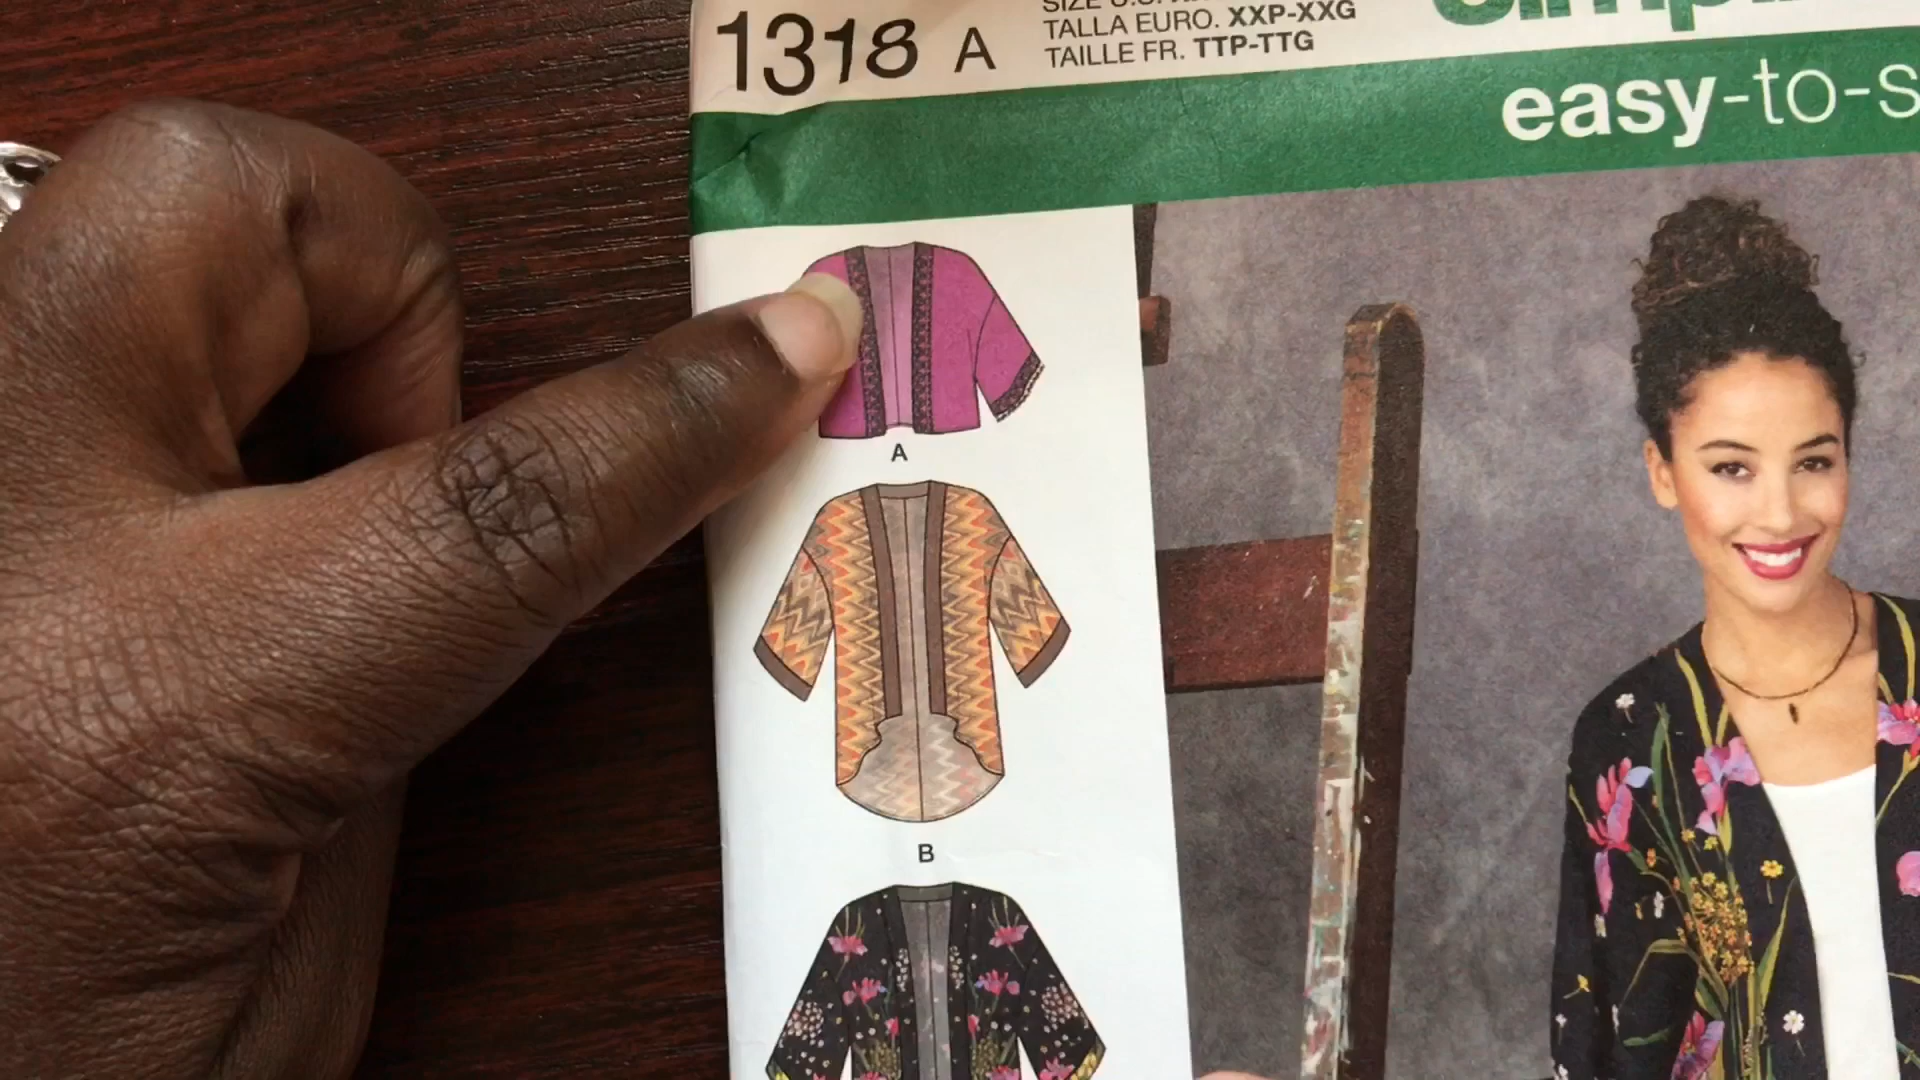 1318 A
TALLA EURO. XXP-XXG
TAILLE FR. TTP-TTG
easy-to-s
A
B